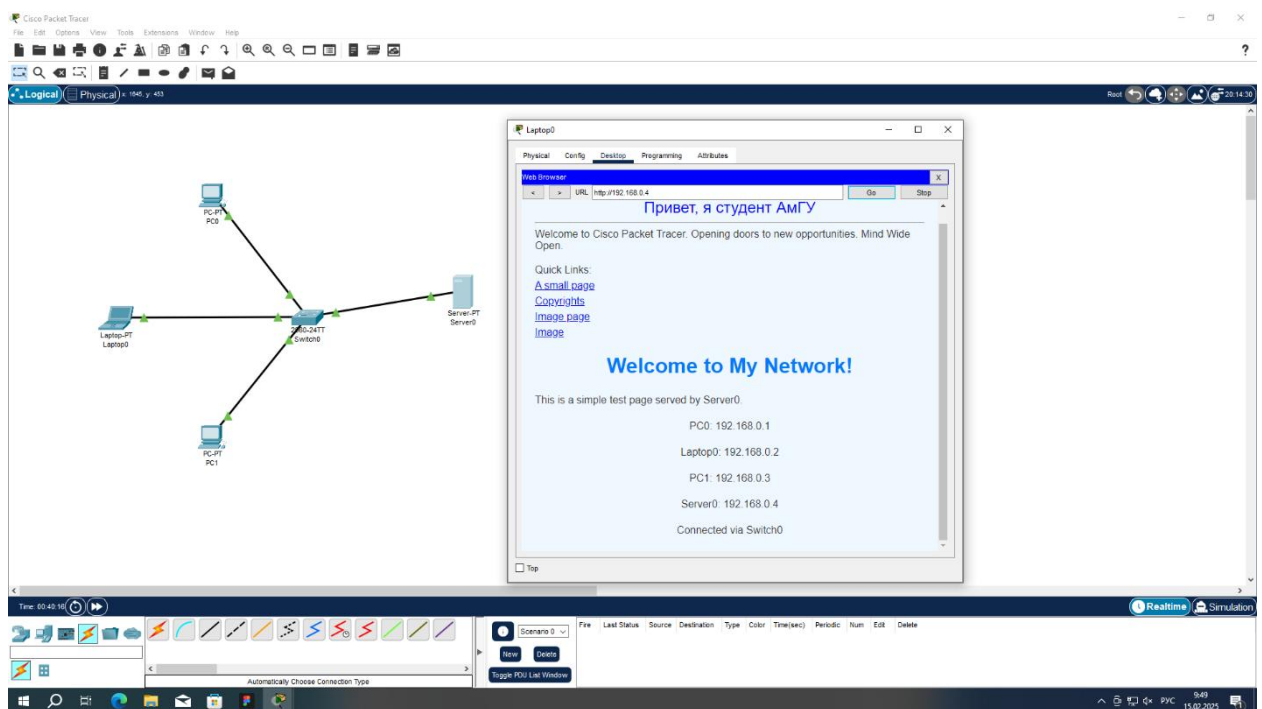 Cisco Packet Tracer
File Edit Options View Tools Extensions Window Help
?
Logical Physical x: 1645, y: 453
Root 20:14:30
PC-PT
PC0
Laptop-PT
Laptop0
2960-24TT
Switch0
Server-PT
Server0
PC-PT
PC1
Laptop0
Physical Config Desktop Programming Attributes
Web Browser X
< > URL http://192.168.0.4 Go Stop
Привет, я студент АмГУ
Welcome to Cisco Packet Tracer. Opening doors to new opportunities. Mind Wide
Open.
Quick Links:
A small page
Copyrights
Image page
Image
Welcome to My Network!
This is a simple test page served by Server0.
PC0: 192.168.0.1
Laptop0: 192.168.0.2
PC1: 192.168.0.3
Server0: 192.168.0.4
Connected via Switch0
Top
Time: 00:40:16
Realtime Simulation
Scenario 0
New Delete
Toggle PDU List Window
Fire Last Status Source Destination Type Color Time(sec) Periodic Num Edit Delete
Automatically Choose Connection Type
РУС
9:49
15.02.2025